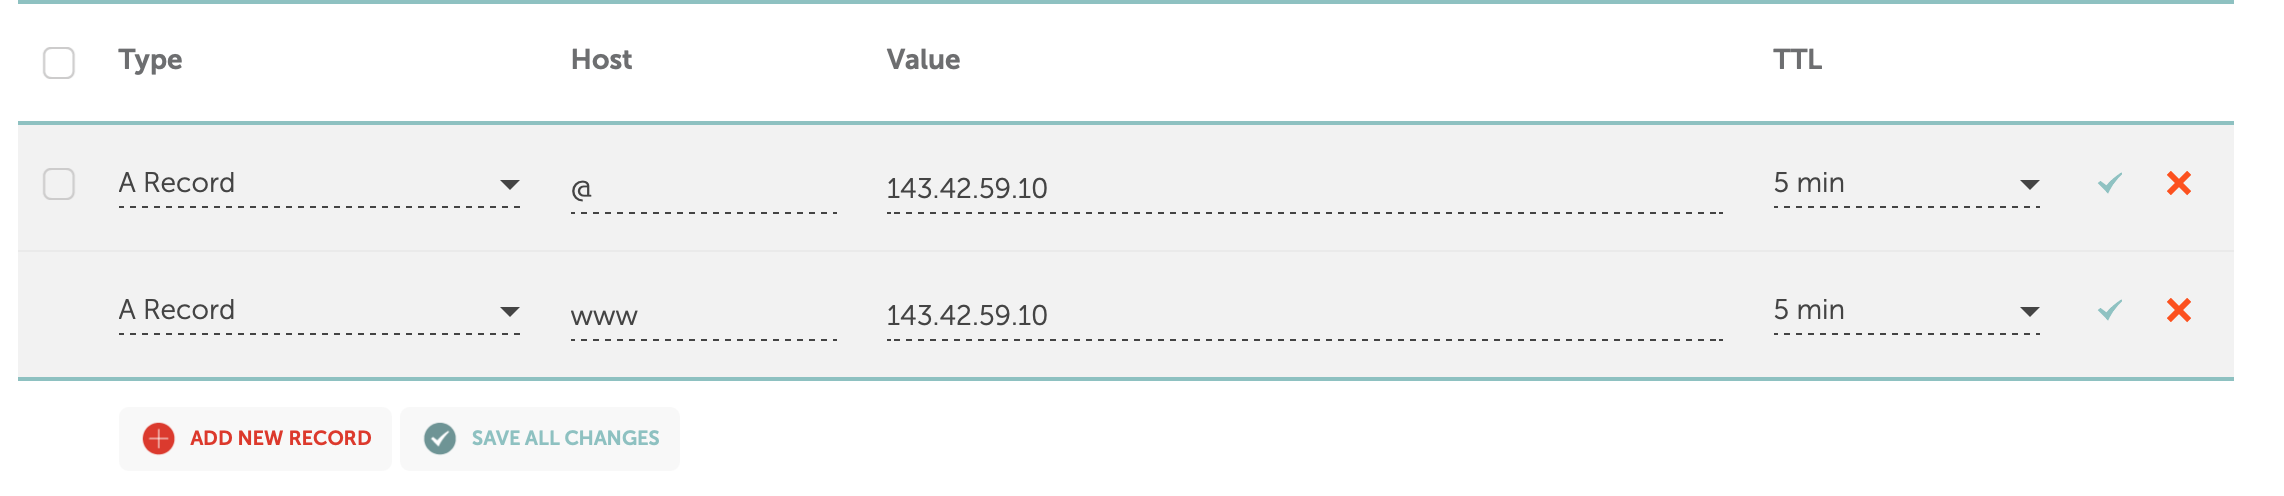 Type Host Value TTL
A Record @ 143.42.59.10 5 min
A Record www 143.42.59.10 5 min
ADD NEW RECORD SAVE ALL CHANGES